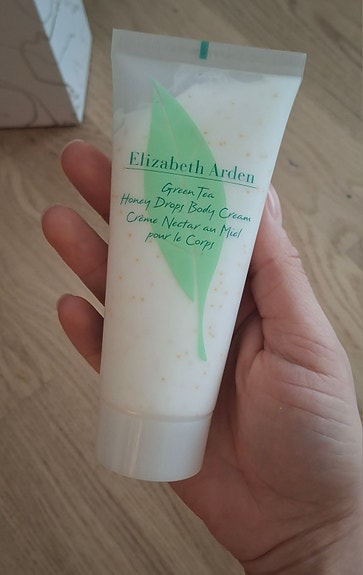 Elizabeth Arden
Green Tea
Honey Drops Body Cream
Crème Nectar au Miel
pour le Corps